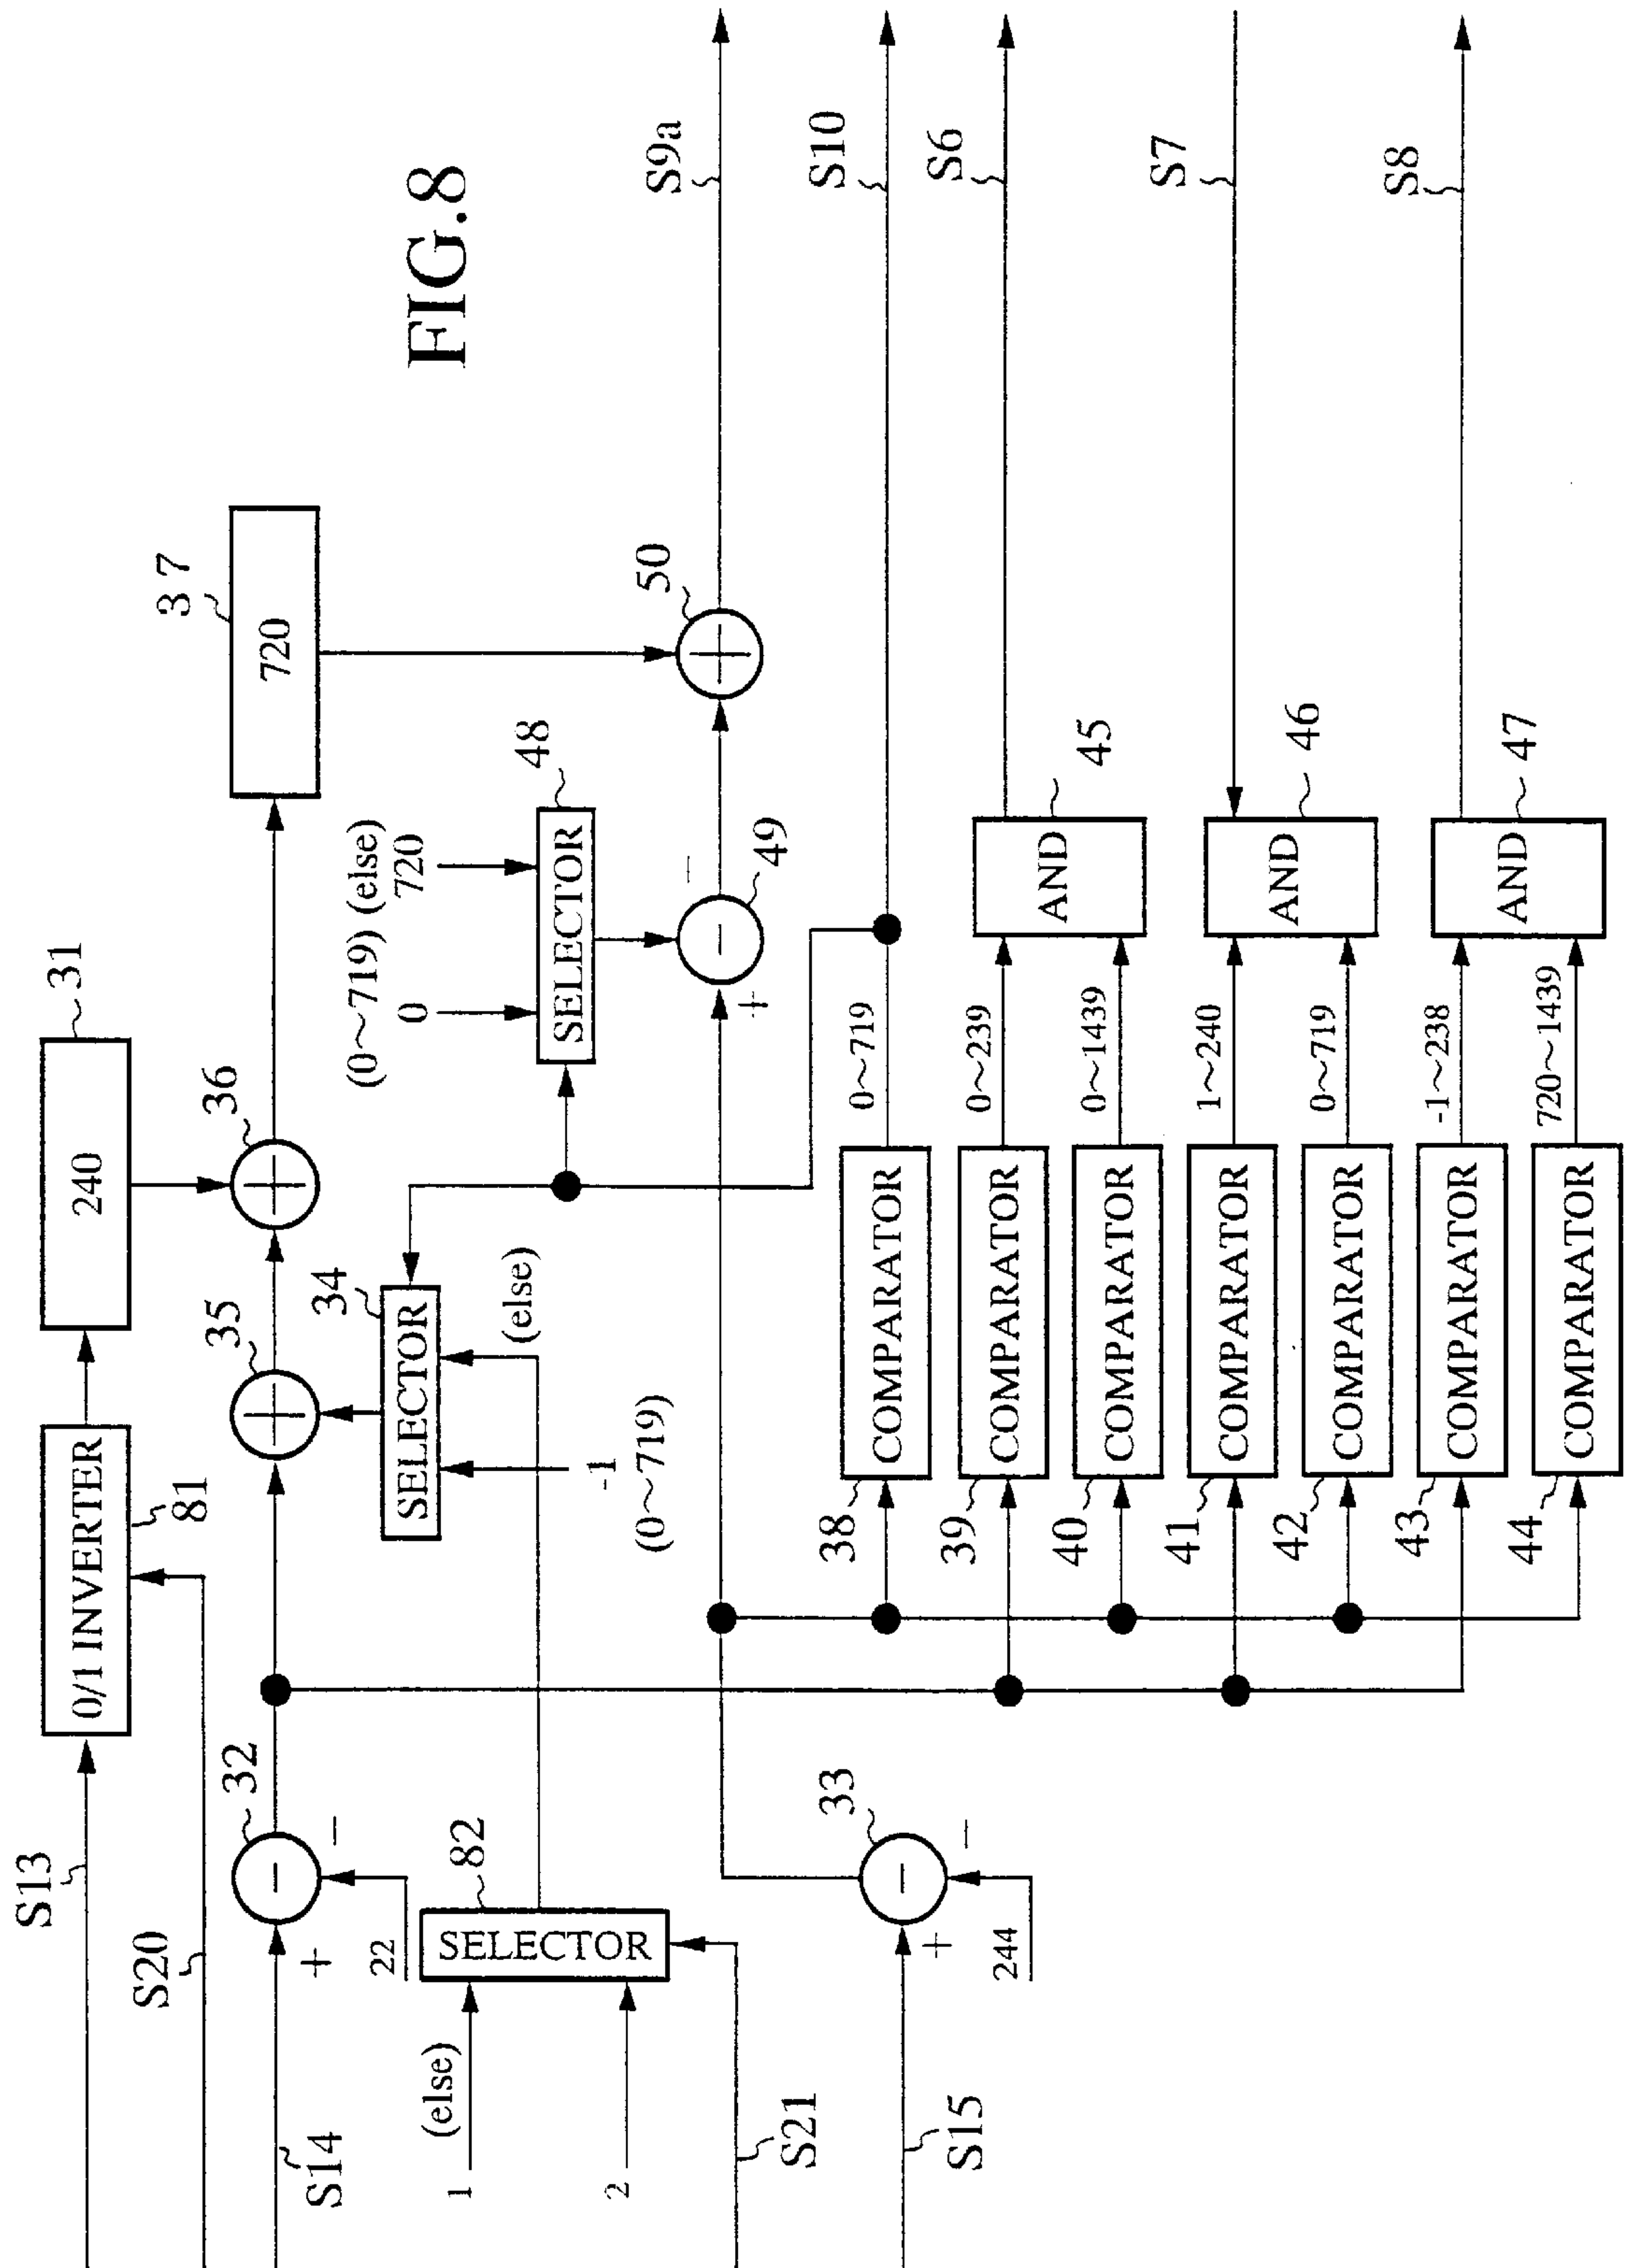 FIG.8
S13
S20
S14
0/1 INVERTER
81
240
31
32
+
-
-
22
35
36
720
3 7
1
(else)
2
SELECTOR
82
S21
SELECTOR
34
-1
(0~719)
(else)
(0~719) (else)
0
720
SELECTOR
48
+
-
-
49
50
S9a
S15
33
+
-
-
244
38
COMPARATOR
0~719
S10
39
COMPARATOR
0~239
40
COMPARATOR
0~1439
AND
45
S6
41
COMPARATOR
1~240
42
COMPARATOR
0~719
AND
46
S7
43
COMPARATOR
-1~238
44
COMPARATOR
720~1439
AND
47
S8